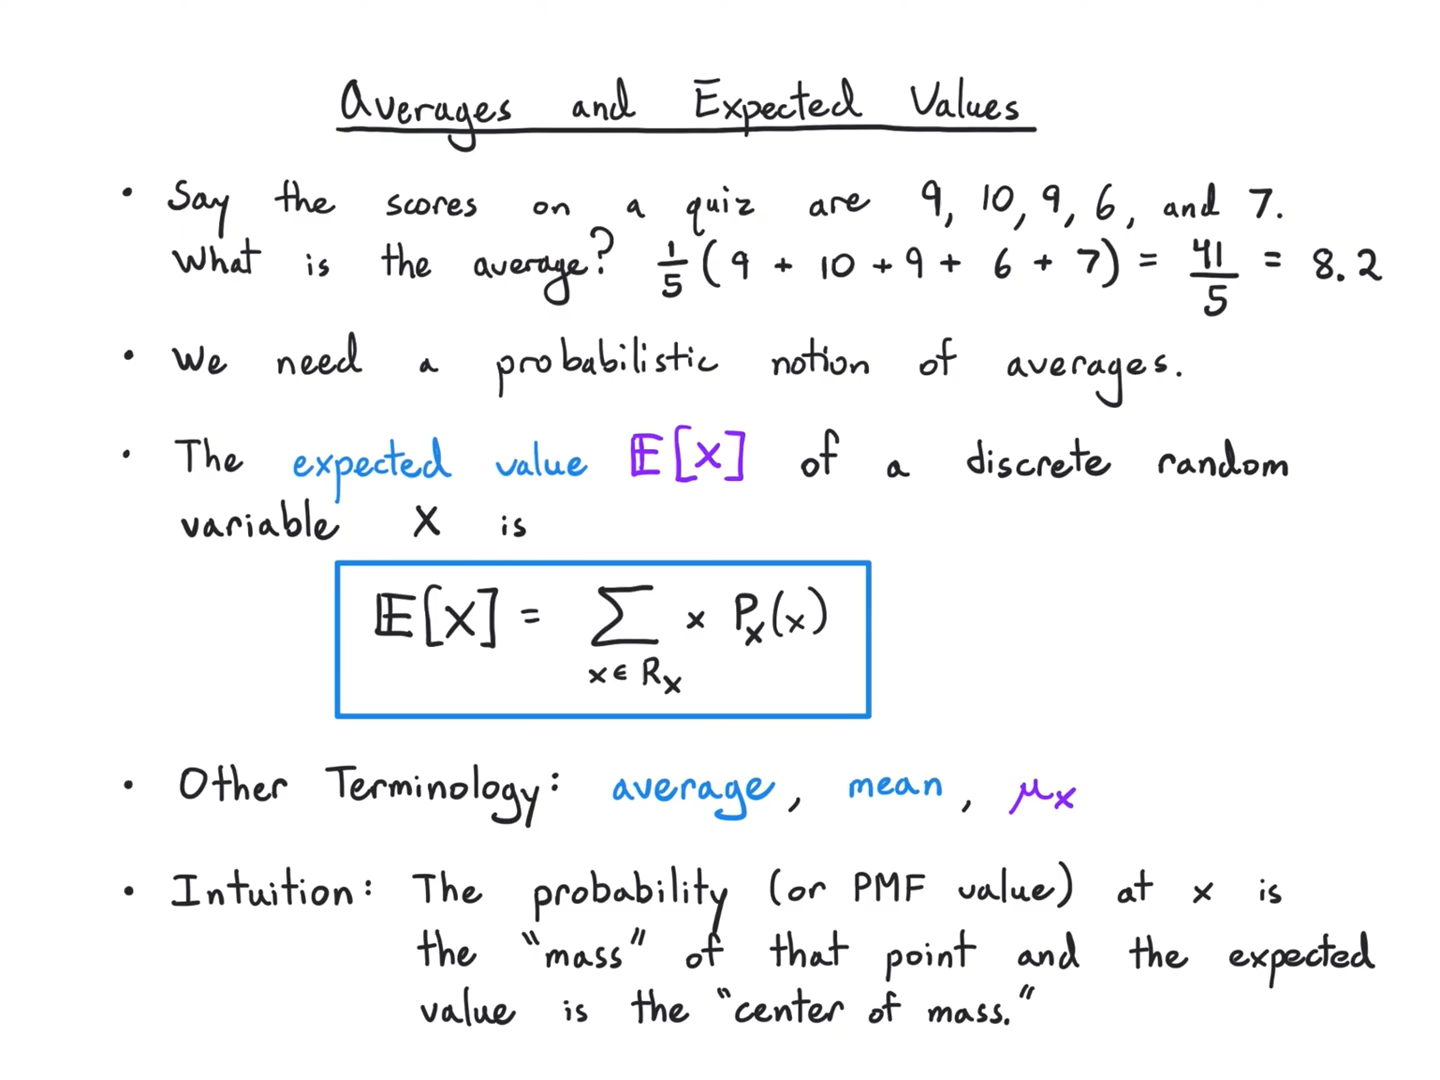 Averages and Expected Values
• Say the scores on a quiz are 9, 10, 9, 6, and 7.
What is the average? 1/5 (9 + 10 + 9 + 6 + 7) = 41/5 = 8.2
• We need a probabilistic notion of averages.
• The expected value 𝔼[X] of a discrete random
variable X is
𝔼[X] = ∑_{x ∈ R_X} x P_X(x)
• Other Terminology: average, mean, μ_X
• Intuition: The probability (or PMF value) at x is
the "mass" of that point and the expected
value is the "center of mass."